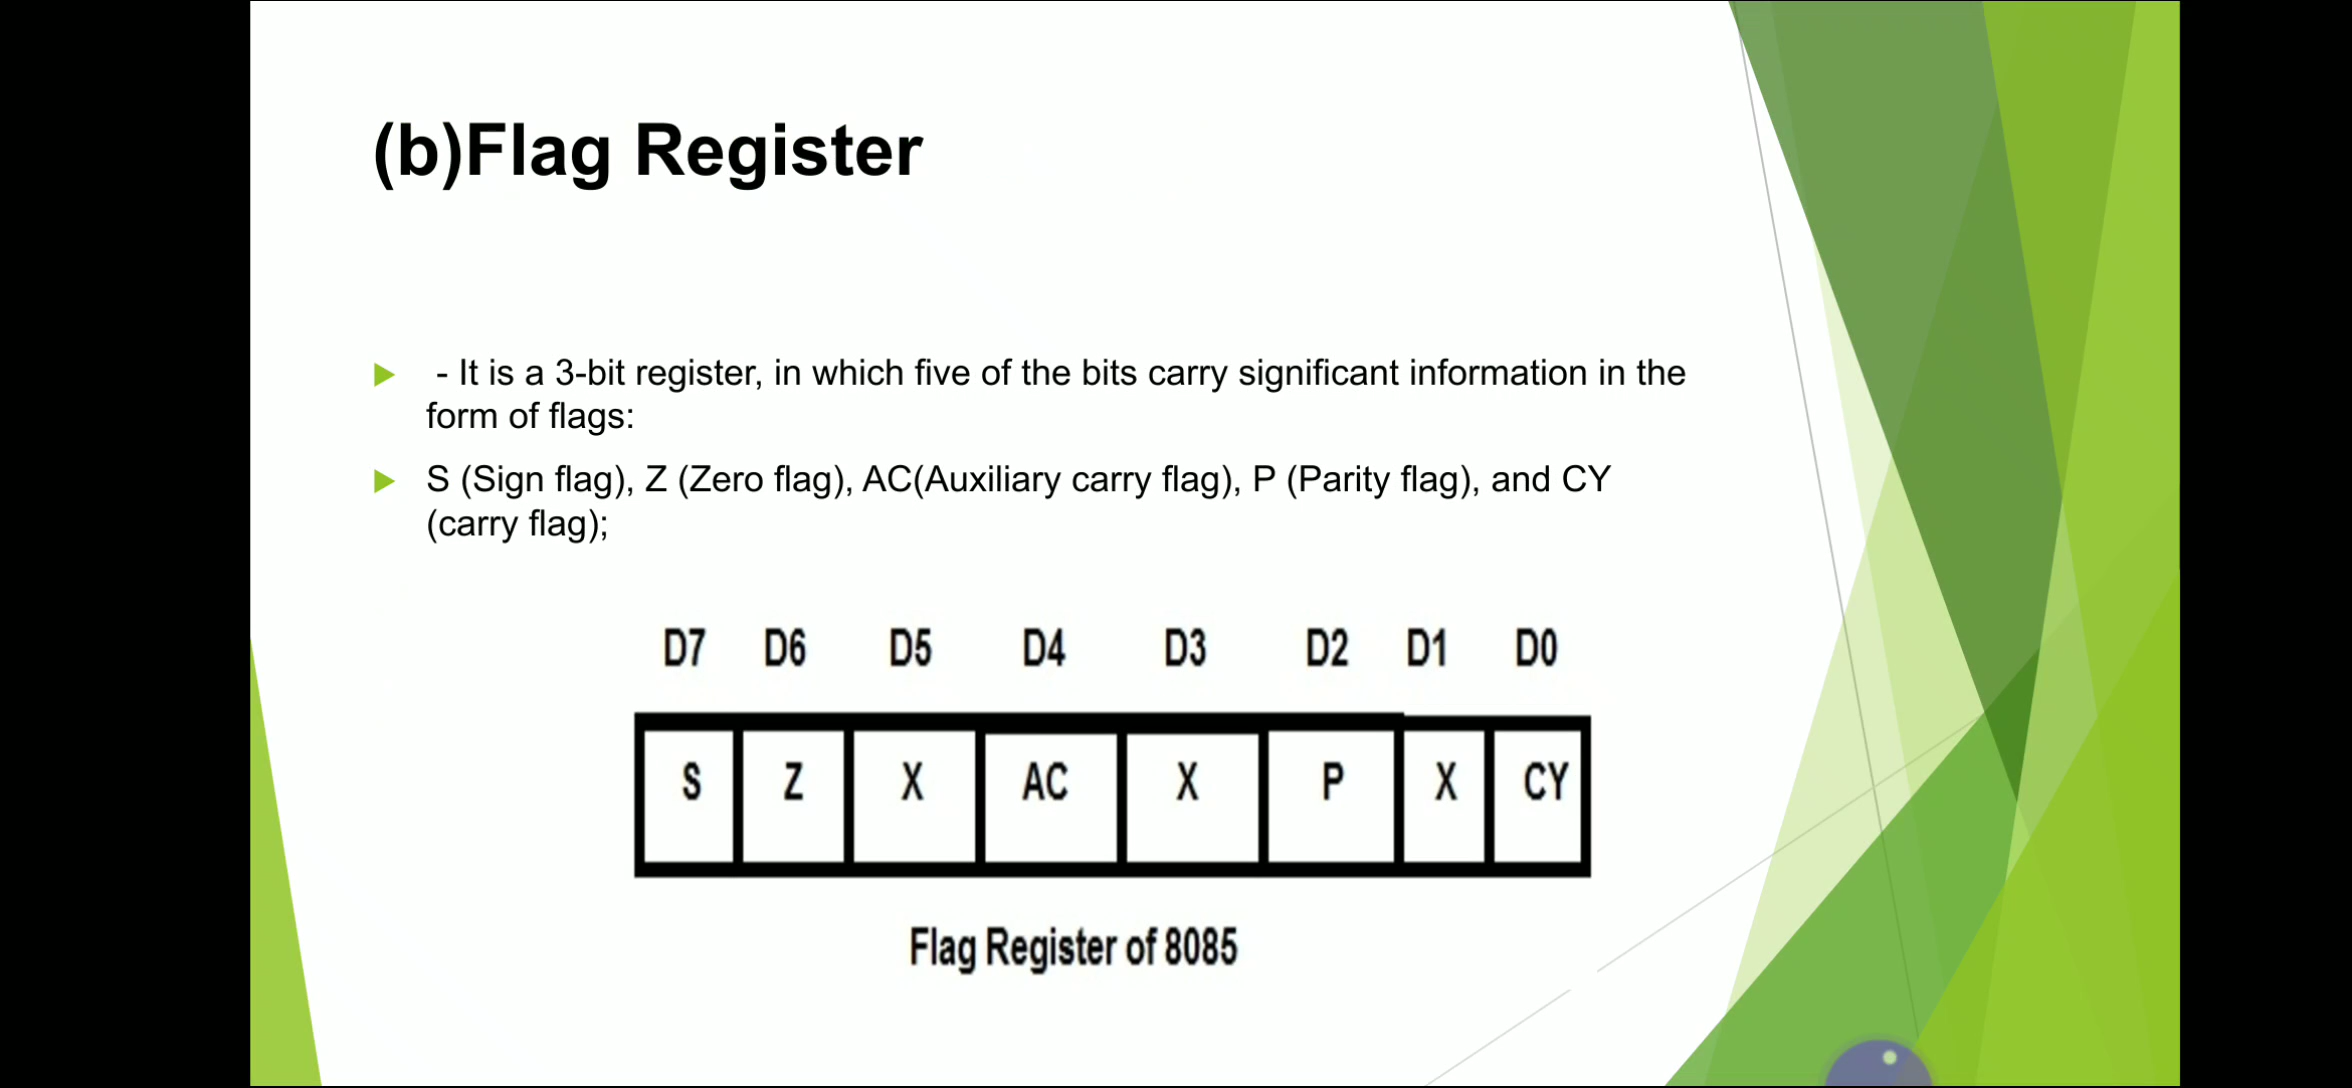 (b)Flag Register
- It is a 3-bit register, in which five of the bits carry significant information in the
form of flags:
S (Sign flag), Z (Zero flag), AC(Auxiliary carry flag), P (Parity flag), and CY
(carry flag);
D7 D6 D5 D4 D3 D2 D1 D0
S Z X AC X P X CY
Flag Register of 8085